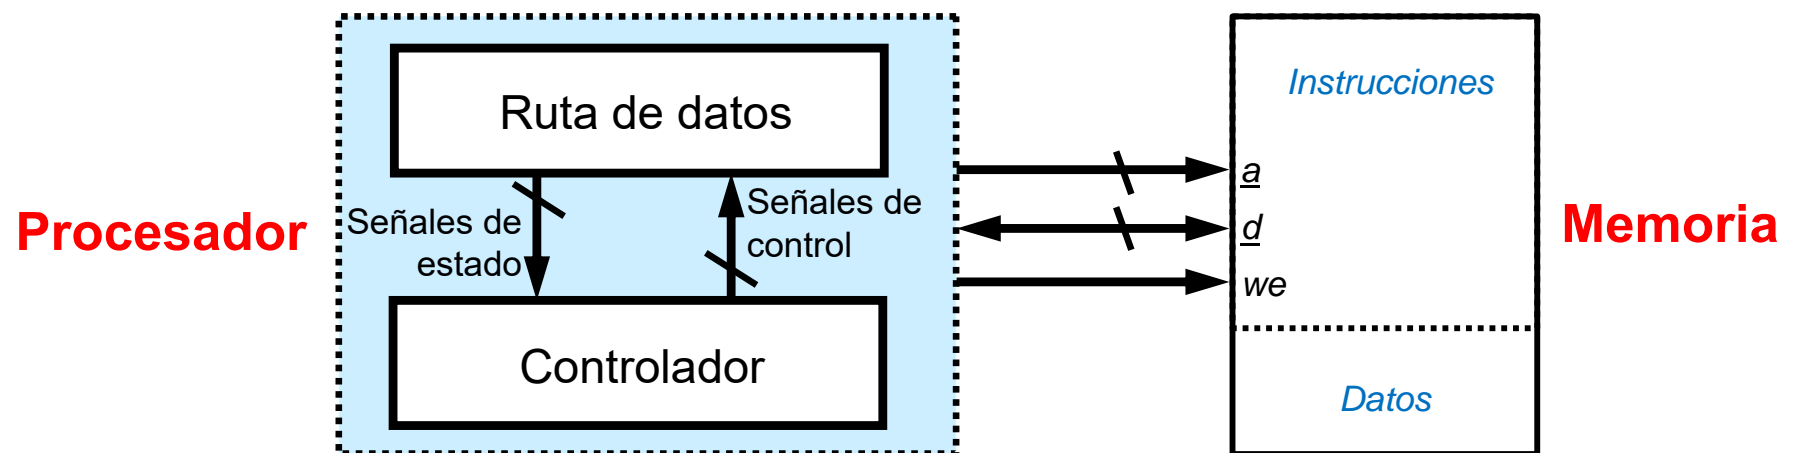 Procesador
Ruta de datos
Señales de
estado
Señales de
control
Controlador
a
d
we
Instrucciones
Datos
Memoria